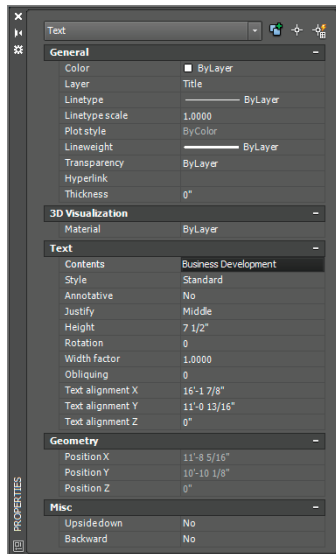 Text
General
Color ByLayer
Layer Title
Linetype ByLayer
Linetype scale 1.0000
Plot style ByColor
Lineweight ByLayer
Transparency ByLayer
Hyperlink
Thickness 0"
3D Visualization
Material ByLayer
Text
Contents Business Development
Style Standard
Annotative No
Justify Middle
Height 7 1/2"
Rotation 0
Width factor 1.0000
Obliquing 0
Text alignment X 16'-1 7/8"
Text alignment Y 11'-0 13/16"
Text alignment Z 0"
Geometry
Position X 11'-8 5/16"
Position Y 10'-10 1/8"
Position Z 0"
Misc
Upside down No
Backward No
PROPERTIES